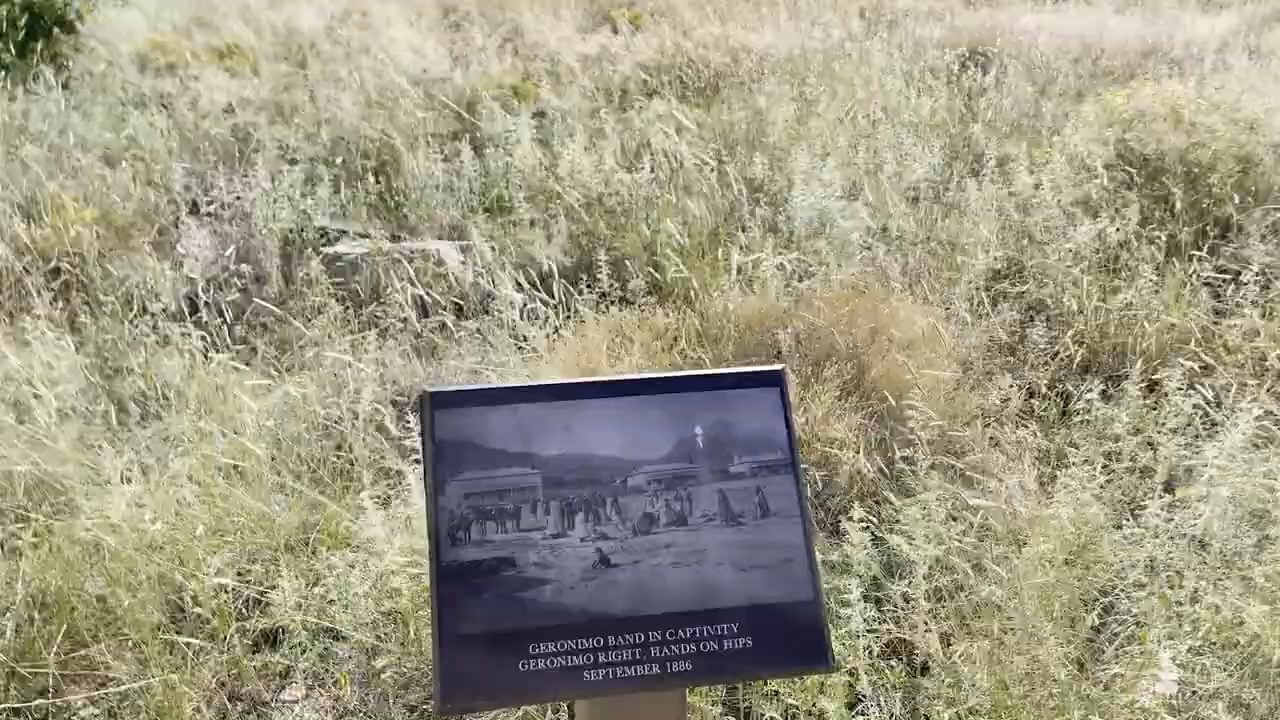 GERONIMO BAND IN CAPTIVITY
GERONIMO RIGHT, HANDS ON HIPS
SEPTEMBER 1886